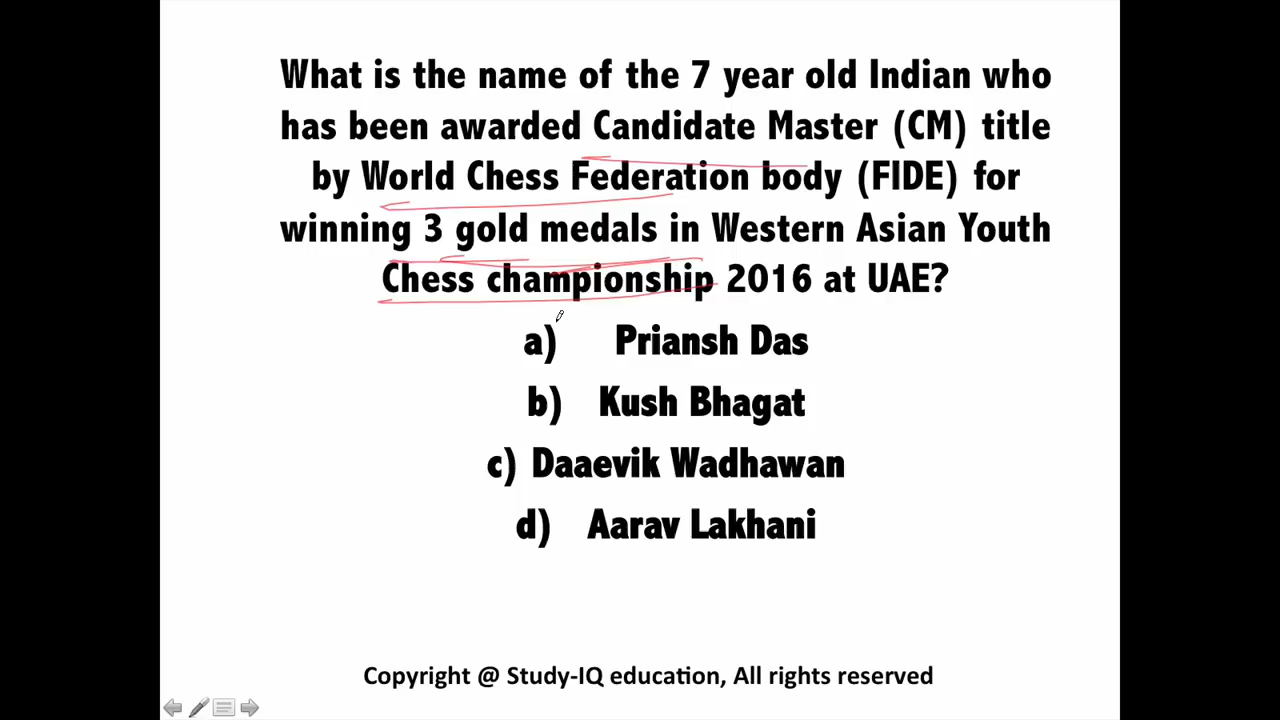 What is the name of the 7 year old Indian who
has been awarded Candidate Master (CM) title
by World Chess Federation body (FIDE) for
winning 3 gold medals in Western Asian Youth
Chess championship 2016 at UAE?
a) Priansh Das
b) Kush Bhagat
c) Daaevik Wadhawan
d) Aarav Lakhani
Copyright @ Study-IQ education, All rights reserved